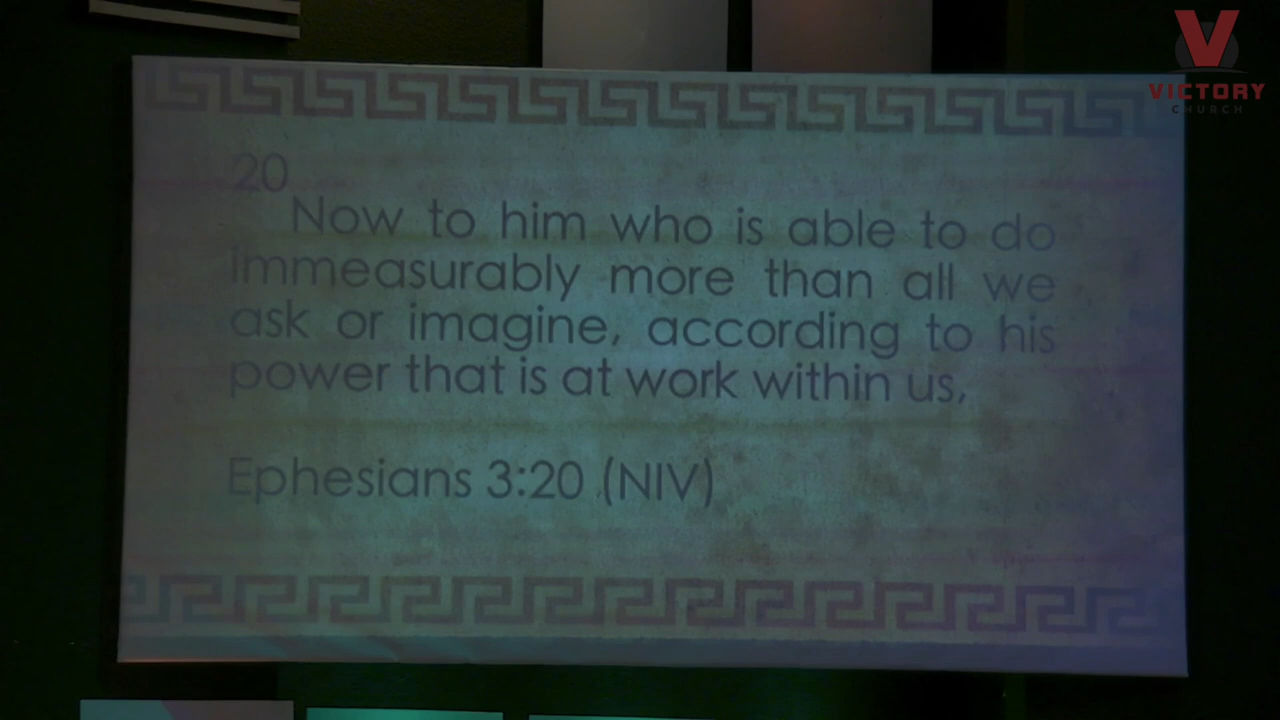 VICTORY
CHURCH
20
Now to him who is able to do
immeasurably more than all we
ask or imagine, according to his
power that is at work within us,
Ephesians 3:20 (NIV)